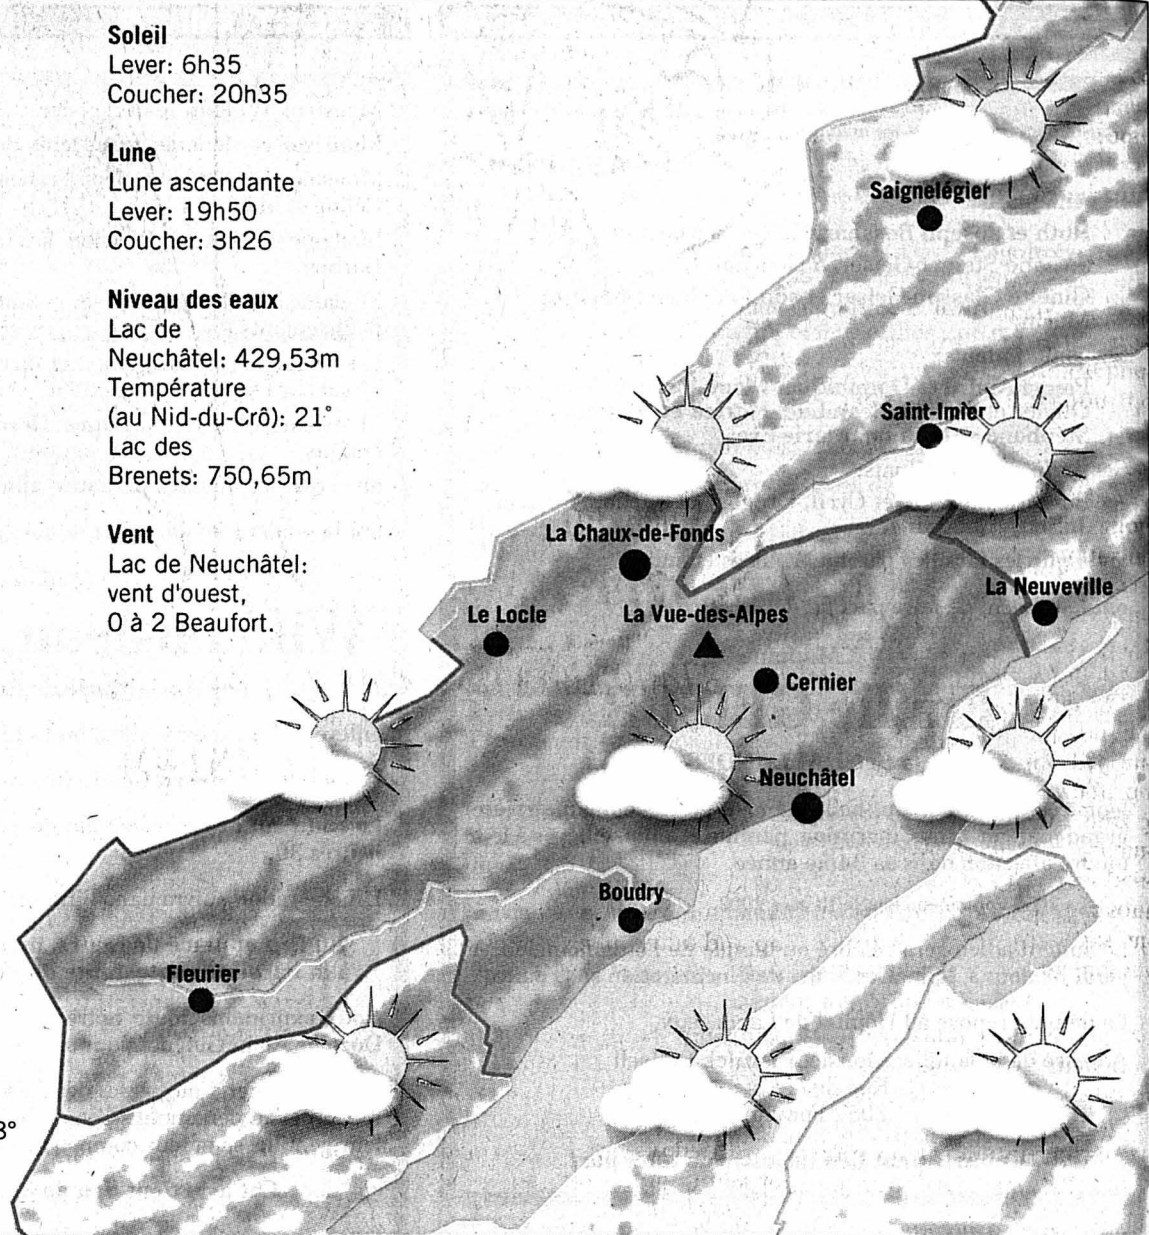 Soleil
Lever: 6h35
Coucher: 20h35
Lune
Lune ascendante
Lever: 19h50
Coucher: 3h26
Niveau des eaux
Lac de
Neuchâtel: 429,53m
Température
(au Nid-du-Crô): 21°
Lac des
Brenets: 750,65m
Vent
Lac de Neuchâtel:
vent d'ouest,
0 à 2 Beaufort.
Saignelégier
Saint-Imier
La Chaux-de-Fonds
La Neuveville
Le Locle
La Vue-des-Alpes
Cernier
Neuchâtel
Boudry
Fleurier
3°